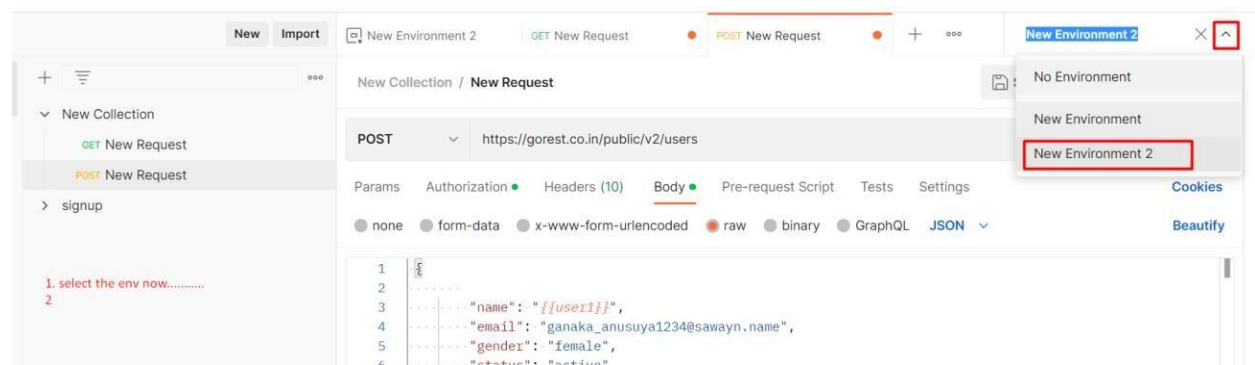 New Import
New Environment 2 GET New Request POST New Request New Environment 2
New Collection / New Request
No Environment
New Collection
GET New Request
POST New Request
signup
New Environment
New Environment 2
POST https://gorest.co.in/public/v2/users
Params Authorization Headers (10) Body Pre-request Script Tests Settings Cookies
none form-data x-www-form-urlencoded raw binary GraphQL JSON Beautify
1. select the env now...........
2
1 {
2
3 "name": "{{user1}}",
4 "email": "ganaka_anusuya1234@sawayn.name",
5 "gender": "female",
6 "status": "active"